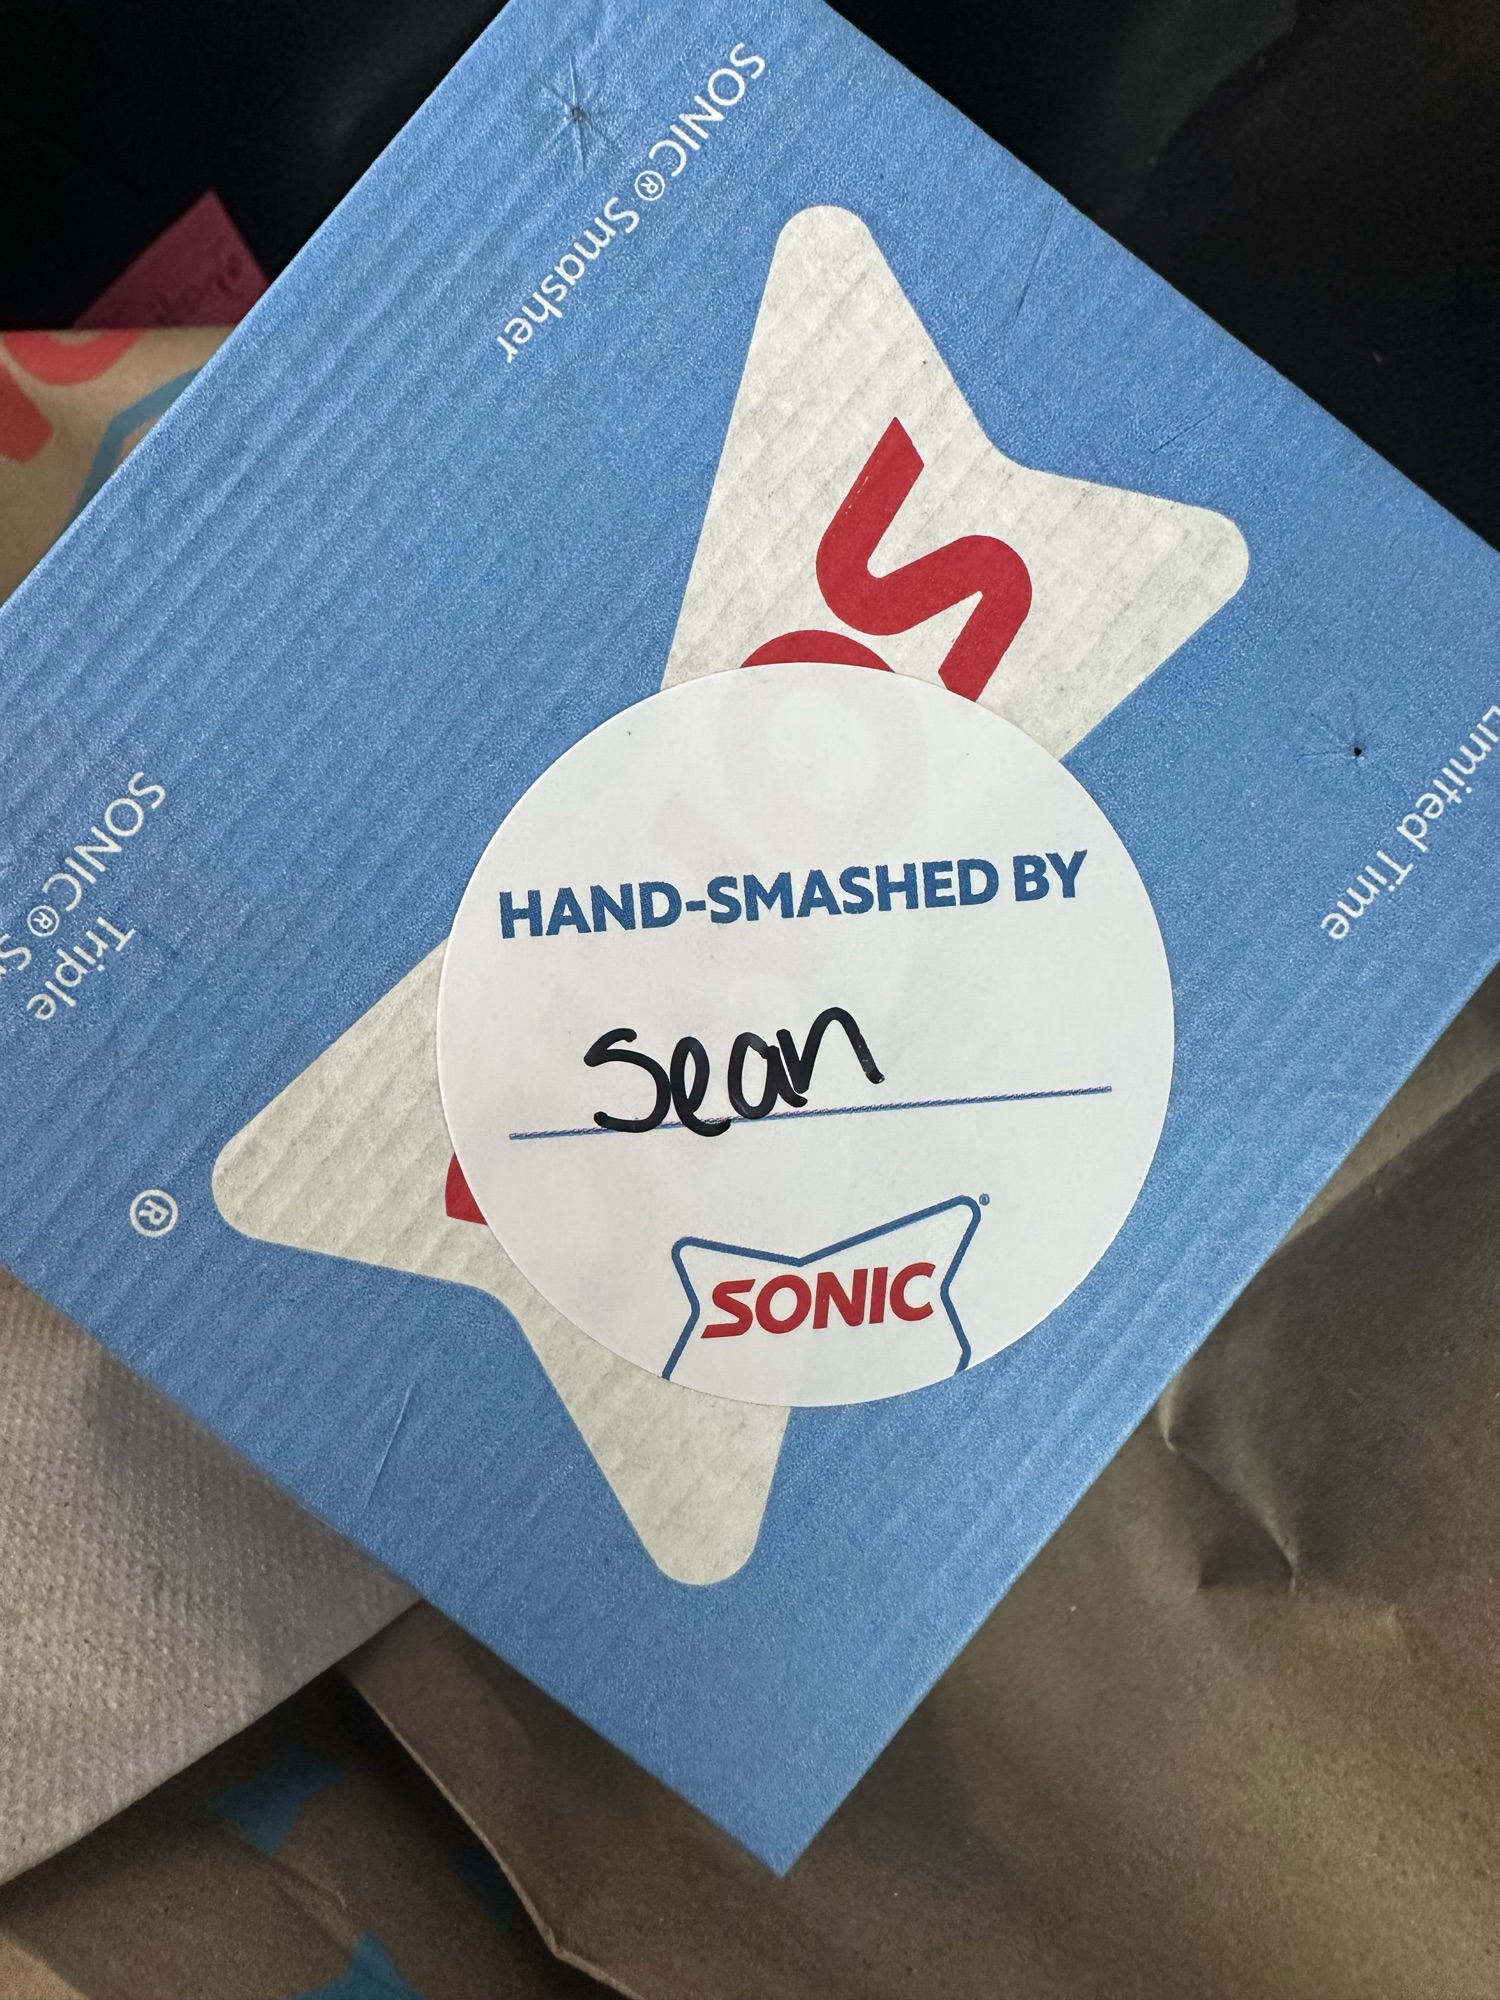 SONIC® Smasher
SONIC®
Triple
Limited Time
®
HAND-SMASHED BY
Sean
SONIC